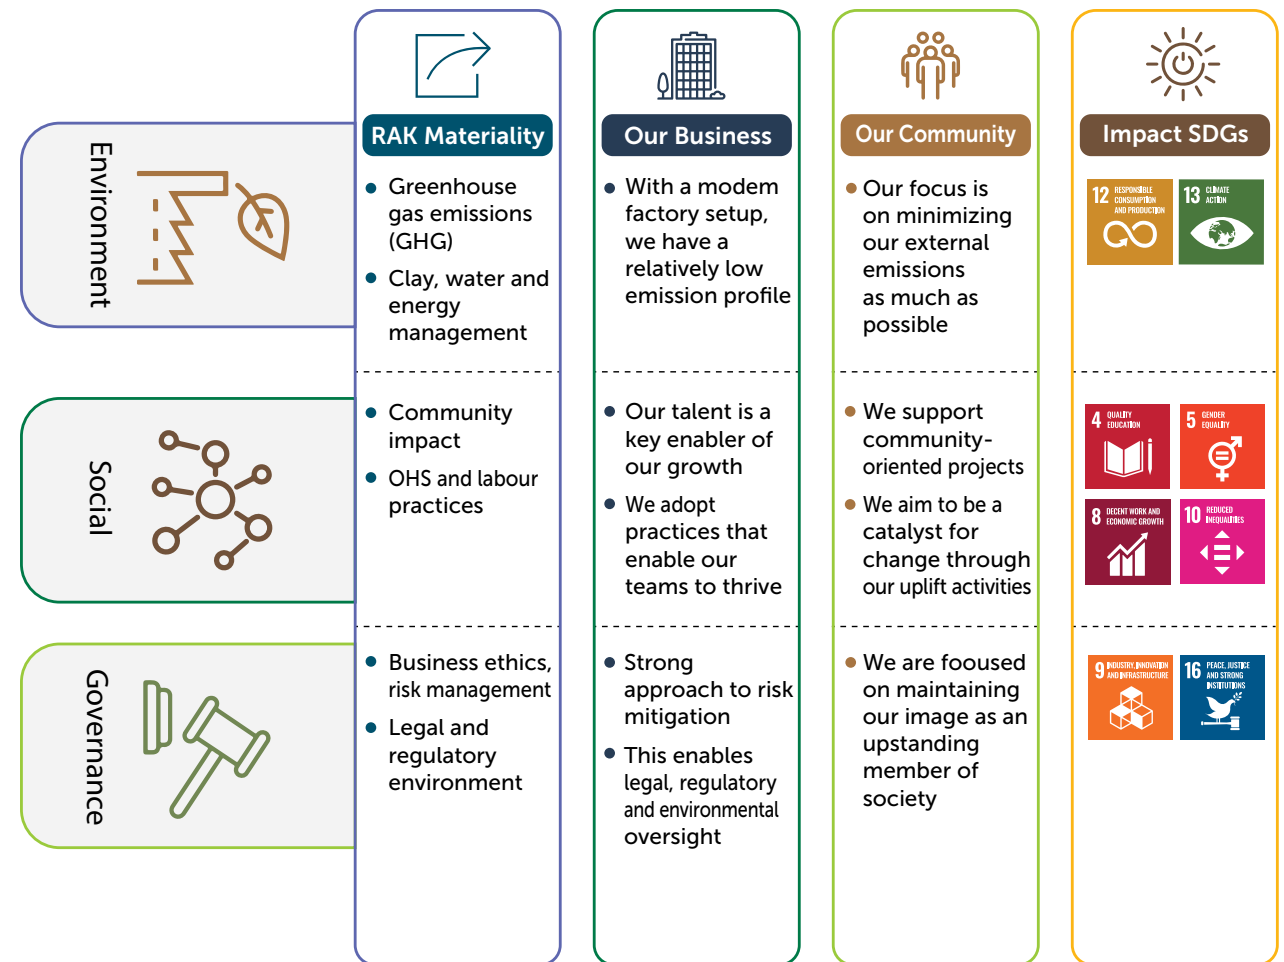 RAK Materiality
Our Business
Our Community
Impact SDGs
Environment
Greenhouse
gas emissions
(GHG)
Clay, water and
energy
management
With a modem
factory setup,
we have a
relatively low
emission profile
Our focus is
on minimizing
our external
emissions
as much as
possible
12 RESPONSIBLE
CONSUMPTION
AND PRODUCTION
13 CLIMATE
ACTION
Social
Community
impact
OHS and labour
practices
Our talent is a
key enabler of
our growth
We adopt
practices that
enable our
teams to thrive
We support
community-
oriented projects
We aim to be a
catalyst for
change through
our uplift activities
4 QUALITY
EDUCATION
5 GENDER
EQUALITY
8 DECENT WORK AND
ECONOMIC GROWTH
10 REDUCED
INEQUALITIES
Governance
Business ethics,
risk management
Legal and
regulatory
environment
Strong
approach to risk
mitigation
This enables
legal, regulatory
and environmental
oversight
We are fooused
on maintaining
our image as an
upstanding
member of
society
9 INDUSTRY, INNOVATION
AND INFRASTRUCTURE
16 PEACE, JUSTICE
AND STRONG
INSTITUTIONS